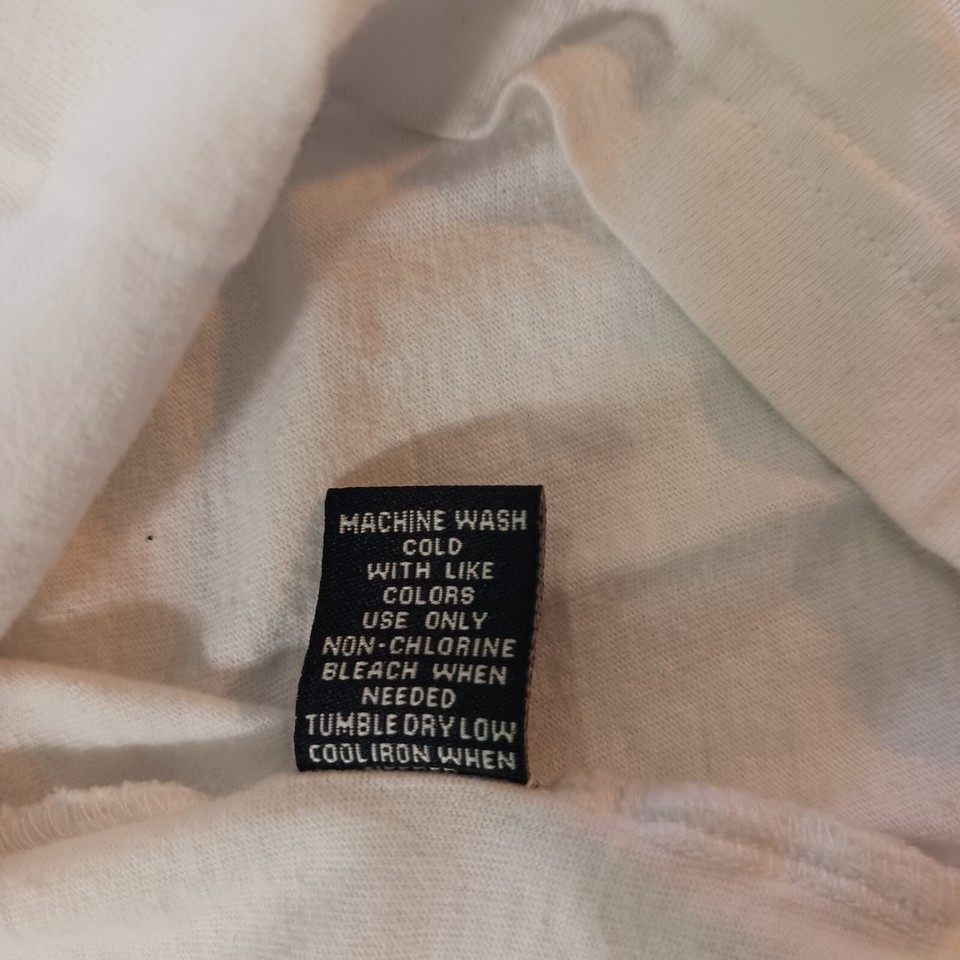 MACHINE WASH
COLD
WITH LIKE
COLORS
USE ONLY
NON-CHLORINE
BLEACH WHEN
NEEDED
TUMBLE DRY LOW
COOL IRON WHEN